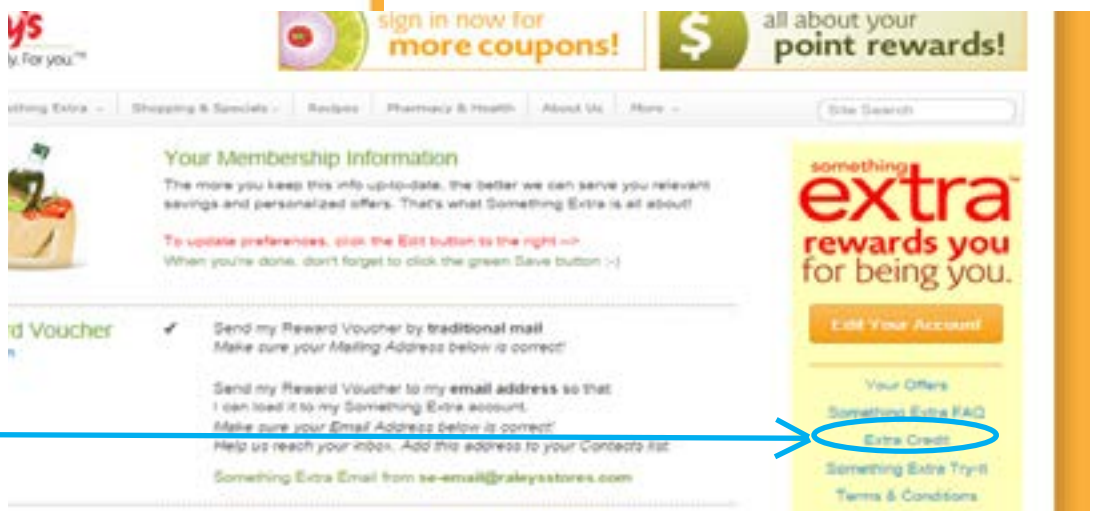 sign in now for
more coupons!
$
all about your
point rewards!
y. For you.™
ething Extra
Shopping & Specials
Recipes
Pharmacy & Health
About Us
More
Site Search
Your Membership Information
The more you keep this info up-to-date, the better we can serve you relevant
savings and personalized offers. That's what Something Extra is all about!
To update preferences, click the Edit button to the right -->
When you're done, don't forget to click the green Save button :-)
something
extra™
rewards you
for being you.
Edit Your Account
Your Offers
Something Extra FAQ
Extra Credit
Something Extra Try-It
Terms & Conditions
rd Voucher
✔ Send my Reward Voucher by traditional mail
Make sure your Mailing Address below is correct!
Send my Reward Voucher to my email address so that
I can load it to my Something Extra account.
Make sure your Email Address below is correct!
Help us reach your inbox. Add this address to your Contacts list
Something Extra Email from se-email@raleysstores.com